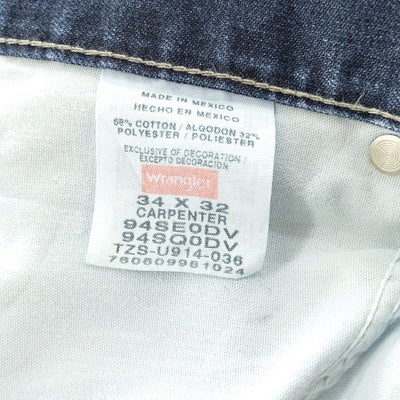 MADE IN MEXICO
HECHO EN MEXICO
68% COTTON / ALGODON 32%
POLYESTER / POLIESTER
EXCLUSIVE OF DECORATION /
EXCEPTO DECORACION
Wrangler
34 X 32
CARPENTER
94SE0DV
94SQ0DV
TZS-U914-036
760609981024